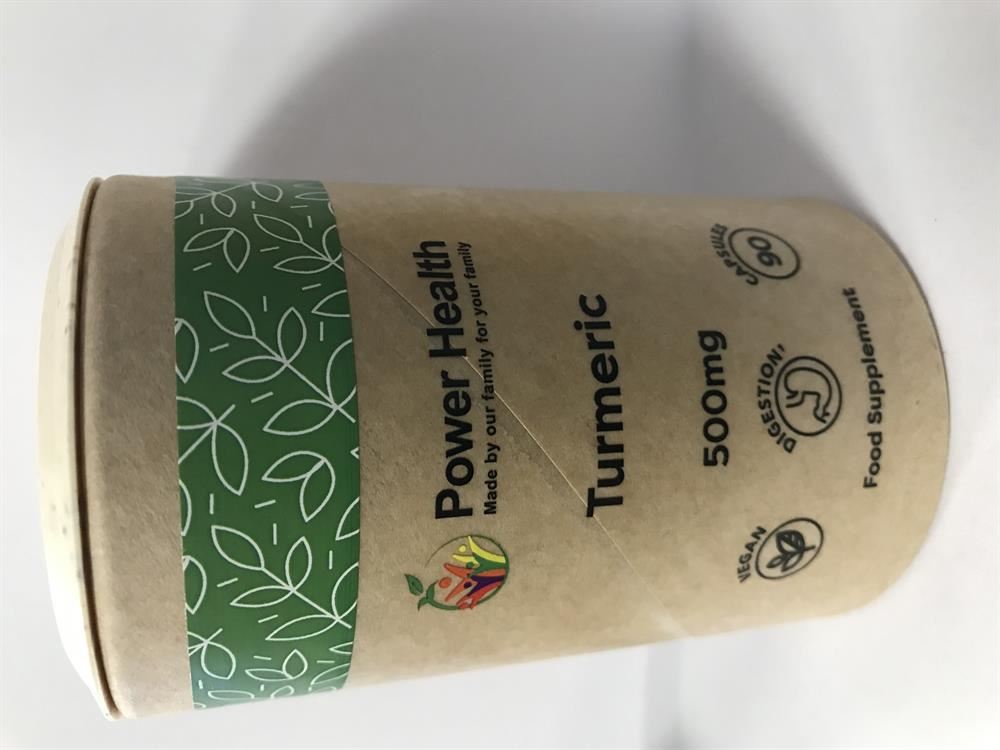 Power Health
Made by our family for your family
Turmeric
500mg
VEGAN
DIGESTION,
CAPSULES
90
Food Supplement